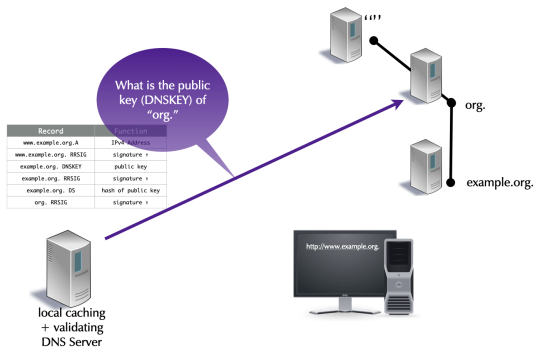 “”
What is the public
key (DNSKEY) of
“org.”
org.
Record Function
www.example.org.A IPv4 Address
www.example.org. RRSIG signature ↑
example.org. DNSKEY public key
example.org. RRSIG signature ↑
example.org. DS hash of public key
org. RRSIG signature ↑
example.org.
http://www.example.org.
local caching
+ validating
DNS Server